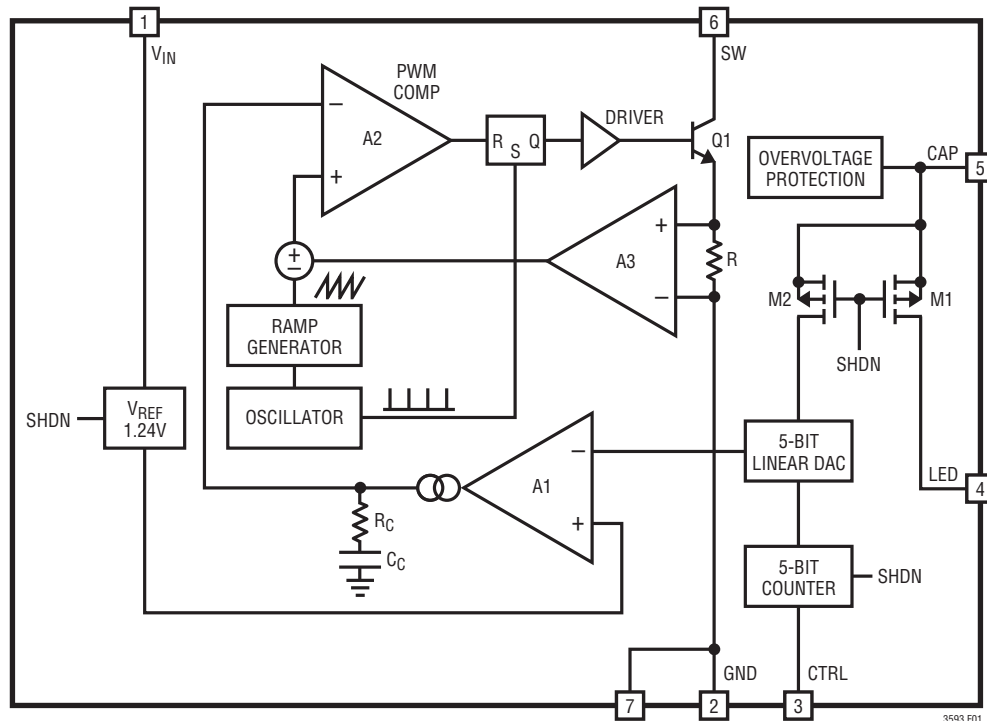 1
6
VIN
SW
PWM
COMP
−
A2
+
R
S
Q
DRIVER
Q1
OVERVOLTAGE
PROTECTION
CAP
5
+
−
A3
+
−
R
M2
M1
SHDN
RAMP
GENERATOR
OSCILLATOR
SHDN
VREF
1.24V
−
A1
+
RC
CC
5-BIT
LINEAR DAC
LED
4
5-BIT
COUNTER
SHDN
GND
CTRL
7
2
3
3593 F01